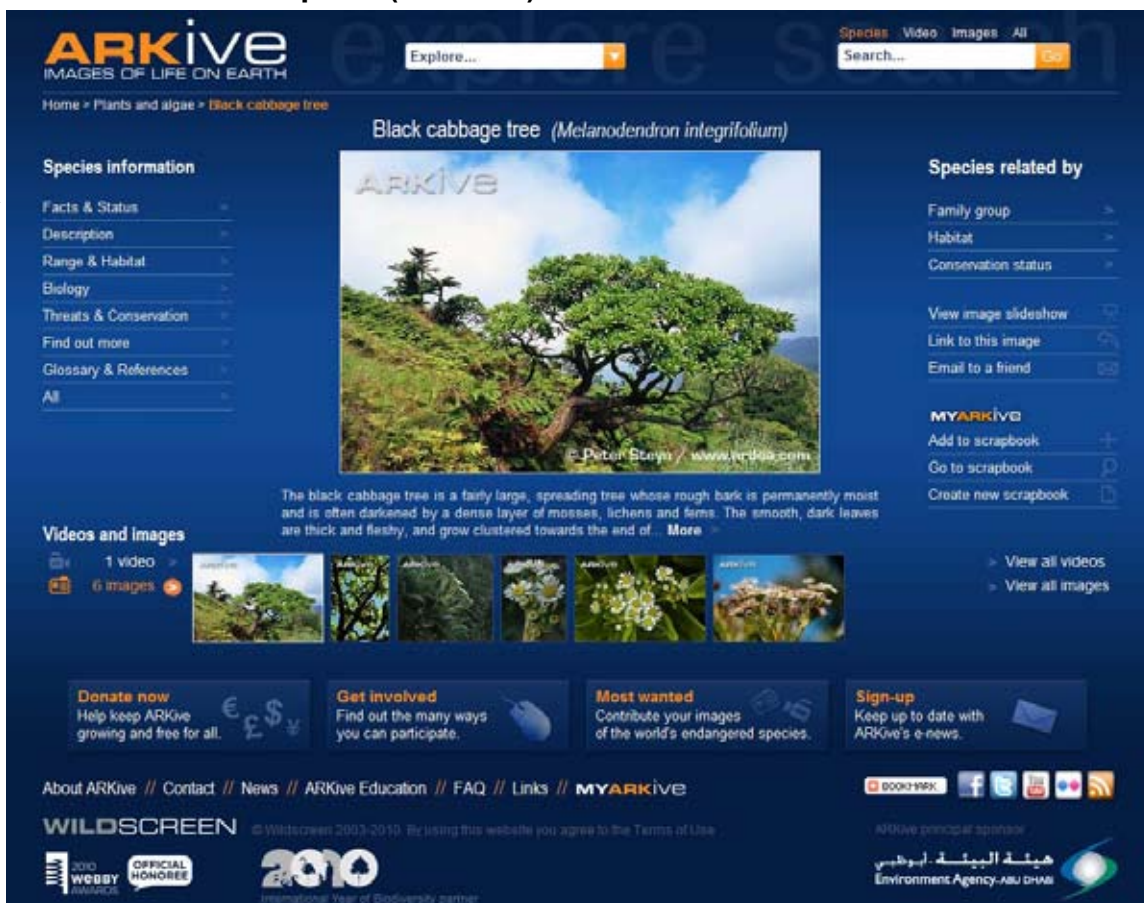 ARKive
IMAGES OF LIFE ON EARTH
explore search
Explore...
Species Video Images All
Search...
Go
Home > Plants and algae > Black cabbage tree
Black cabbage tree (Melanodendron integrifolium)
Species information
Facts & Status
Description
Range & Habitat
Biology
Threats & Conservation
Find out more
Glossary & References
All
ARKive
© Peter Steyn / www.ardea.com
Species related by
Family group
Habitat
Conservation status
View image slideshow
Link to this image
Email to a friend
MYARKive
Add to scrapbook
Go to scrapbook
Create new scrapbook
The black cabbage tree is a fairly large, spreading tree whose rough bark is permanently moist
and is often darkened by a dense layer of mosses, lichens and ferns. The smooth, dark leaves
are thick and fleshy, and grow clustered towards the end of... More >
Videos and images
1 video >
6 images >
> View all videos
> View all images
Donate now
Help keep ARKive
growing and free for all.
€ £ $ ¥
Get involved
Find out the many ways
you can participate.
Most wanted
Contribute your images
of the world's endangered species.
Sign-up
Keep up to date with
ARKive's e-news.
About ARKive // Contact // News // ARKive Education // FAQ // Links // MYARKive
BOOKMARK
WILDSCREEN © Wildscreen 2003-2010. By using this website you agree to the Terms of Use
ARKive principal sponsor
2010
WEBBY
AWARDS
OFFICIAL
HONOREE
2010
International Year of Biodiversity partner
هيئة البيئة - أبوظبي
Environment Agency-ABU DHABI